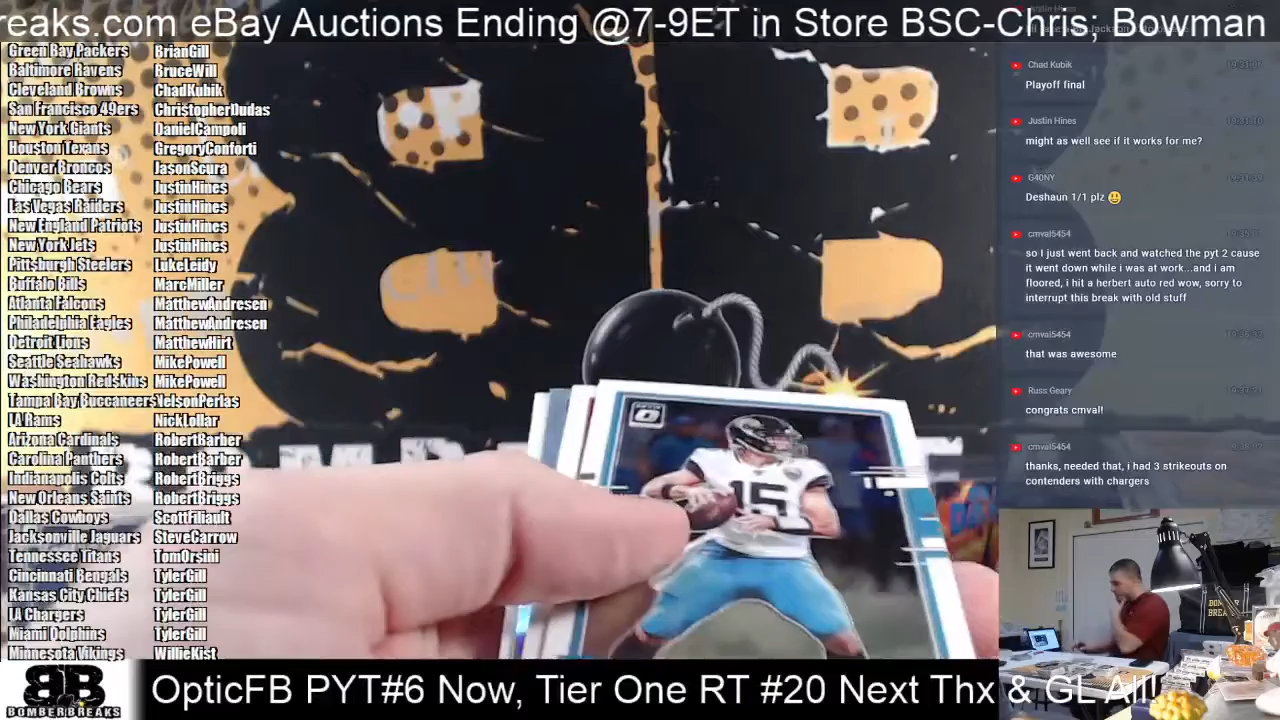 reaks.com eBay Auctions Ending @7-9ET in Store BSC-Chris; Bowman
Green Bay Packers BrianGill
Baltimore Ravens BruceWill
Cleveland Browns ChadKubik
San Francisco 49ers ChristopherDudas
New York Giants DanielCampoli
Houston Texans GregoryConforti
Denver Broncos JasonScura
Chicago Bears JustinHines
Las Vegas Raiders JustinHines
New England Patriots JustinHines
New York Jets JustinHines
Pittsburgh Steelers LukeLeidy
Buffalo Bills MarcMiller
Atlanta Falcons MatthewAndresen
Philadelphia Eagles MatthewAndresen
Detroit Lions MatthewHirt
Seattle Seahawks MikePowell
Washington Redskins MikePowell
Tampa Bay Buccaneers NelsonPerlas
LA Rams NickLollar
Arizona Cardinals RobertBarber
Carolina Panthers RobertBarber
Indianapolis Colts RobertBriggs
New Orleans Saints RobertBriggs
Dallas Cowboys ScottFiliault
Jacksonville Jaguars SteveCarrow
Tennessee Titans TomOrsini
Cincinnati Bengals TylerGill
Kansas City Chiefs TylerGill
LA Chargers TylerGill
Miami Dolphins TylerGill
Minnesota Vikings WillieKist
15
Chad Kubik
Playoff final
Justin Hines
might as well see if it works for me?
G40NY
Deshaun 1/1 plz
cmval5454
so I just went back and watched the pyt 2 cause
it went down while i was at work...and i am
floored, i hit a herbert auto red wow, sorry to
interrupt this break with old stuff
cmval5454
that was awesome
Russ Geary
congrats cmval!
cmval5454
thanks, needed that, i had 3 strikeouts on
contenders with chargers
BB
BOMBERBREAKS
OpticFB PYT#6 Now, Tier One RT #20 Next Thx & GL All!